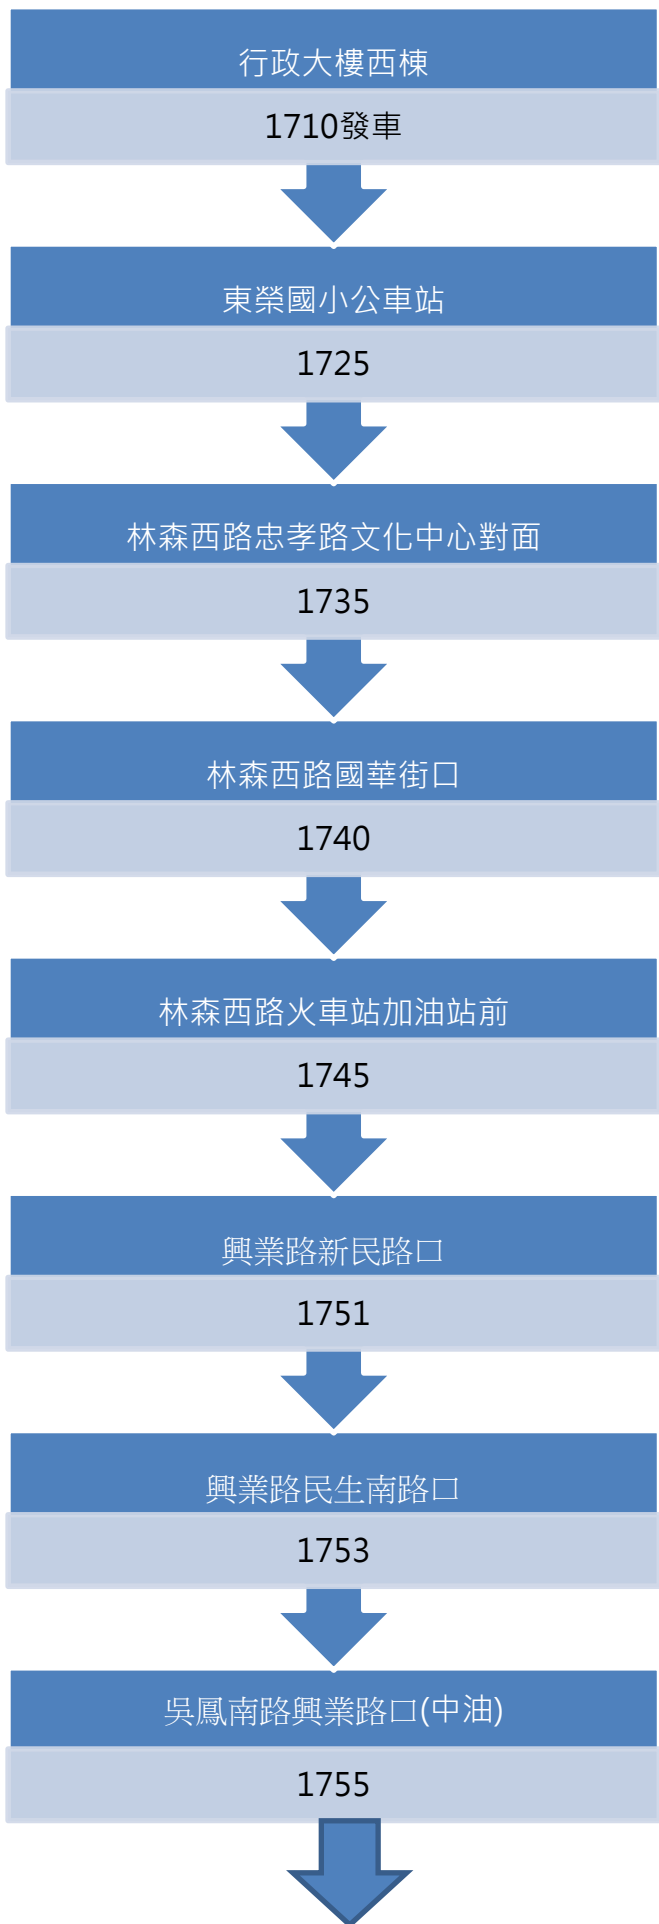 行政大樓西棟
1710發車
東榮國小公車站
1725
林森西路忠孝路文化中心對面
1735
林森西路國華街口
1740
林森西路火車站加油站前
1745
興業路新民路口
1751
興業路民生南路口
1753
吳鳳南路興業路口(中油)
1755